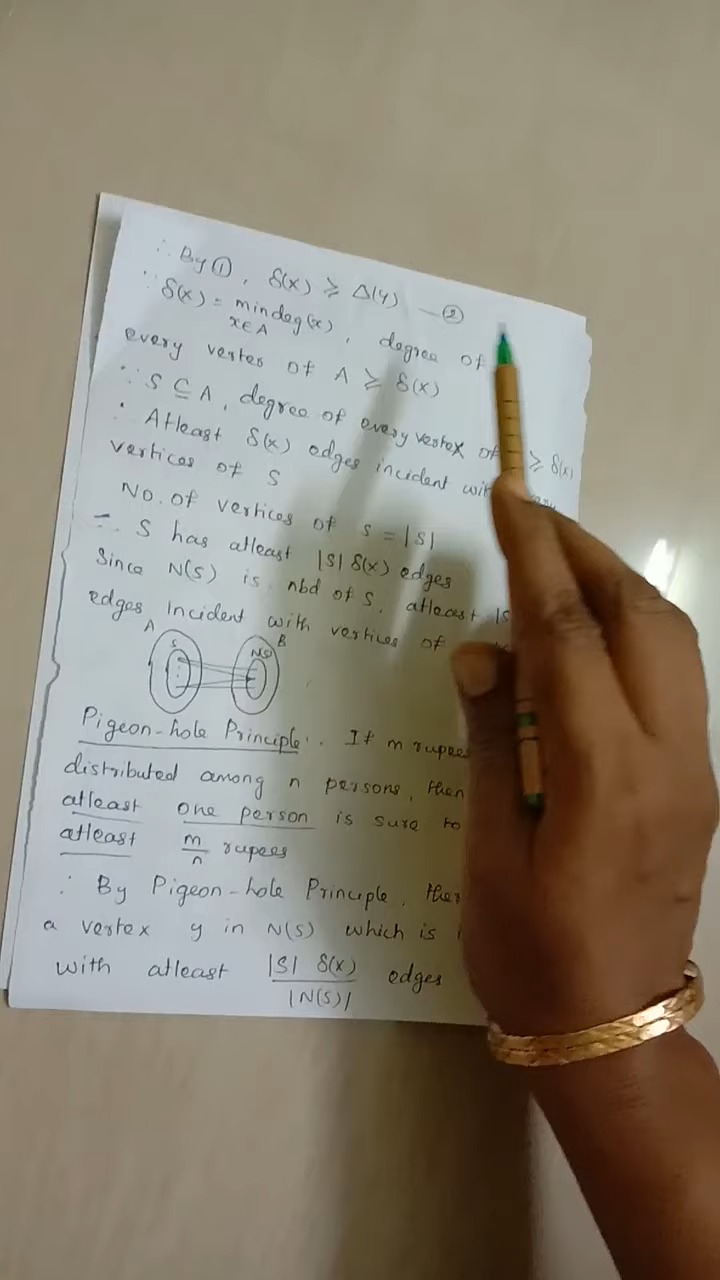 ∴ By ①, δ(x) ≥ Δ(y) — ②
∵ δ(x) = min deg(x), degree of
x∈A
every vertex of A ≥ δ(x)
∵ S ⊆ A, degree of every vertex of ≥ δ(x)
∴ Atleast δ(x) edges incident with
vertices of S
No. of vertices of S = |S|
∴ S has atleast |S| δ(x) edges
Since N(S) is nbd of S, atleast |S
edges incident with vertices of
A S N(S) B
Pigeon-hole Principle. If m rupees
distributed among n persons, then
atleast one person is sure to
atleast m/n rupees
∴ By Pigeon-hole Principle,
a vertex y in N(S) which is
with atleast |S| δ(x) / |N(S)| edges